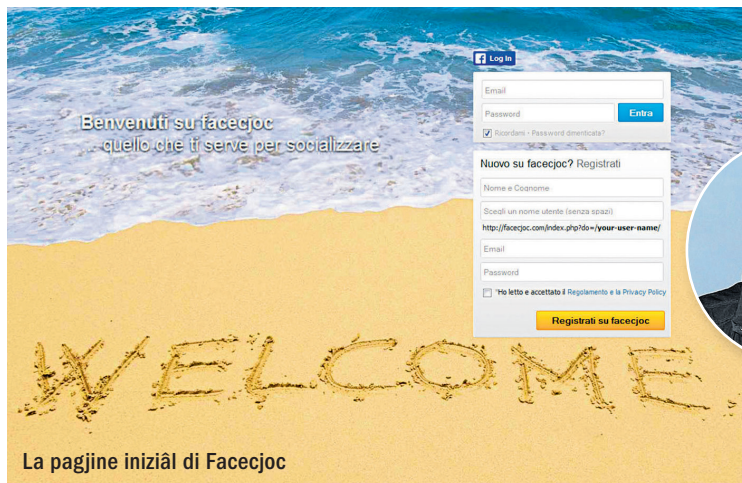 Log In
Email
Password
Entra
Ricordami - Password dimenticata?
Benvenuti su facecjoc
... quello che ti serve per socializzare
Nuovo su facecjoc? Registrati
Nome e Cognome
Scegli un nome utente (senza spazi)
http://facecjoc.com/index.php?do=/your-user-name/
Email
Password
*Ho letto e accettato il Regolamento e la Privacy Policy
Registrati su facecjoc
WELCOME
La pagjine iniziâl di Facecjoc